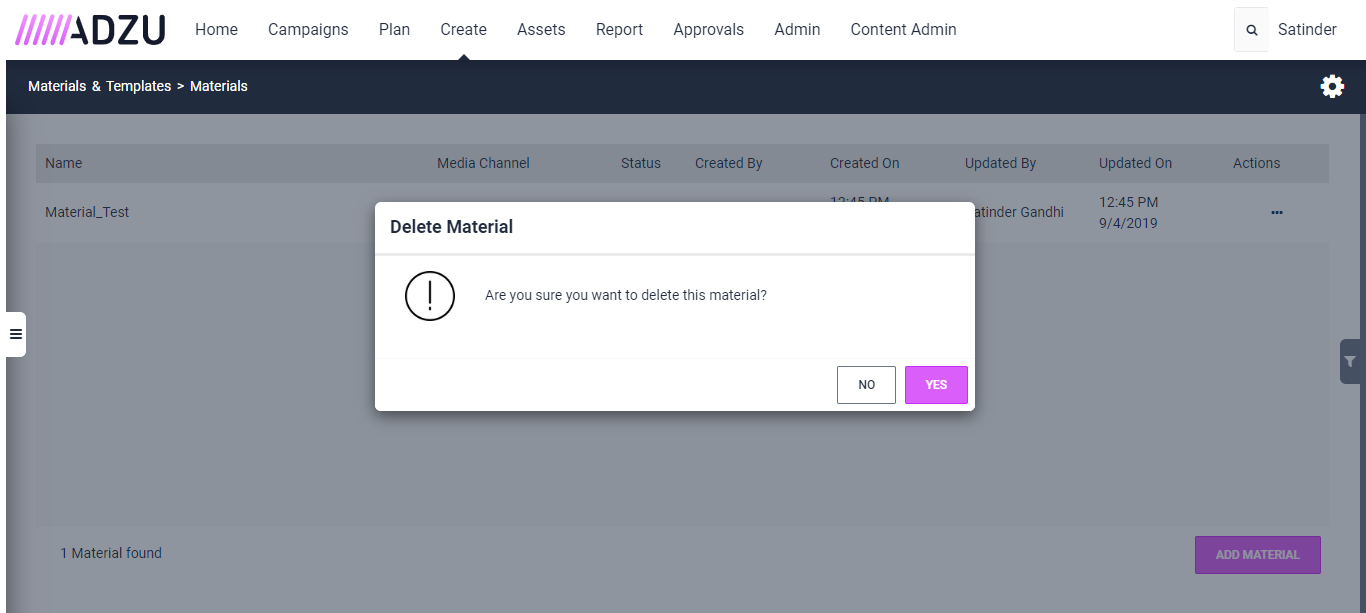 ADZU Home Campaigns Plan Create Assets Report Approvals Admin Content Admin Satinder
Materials & Templates > Materials
Name Media Channel Status Created By Created On Updated By Updated On Actions
Material_Test 12:45 PM Gandhi 12:45 PM
9/4/2019
Delete Material
Are you sure you want to delete this material?
NO YES
1 Material found ADD MATERIAL